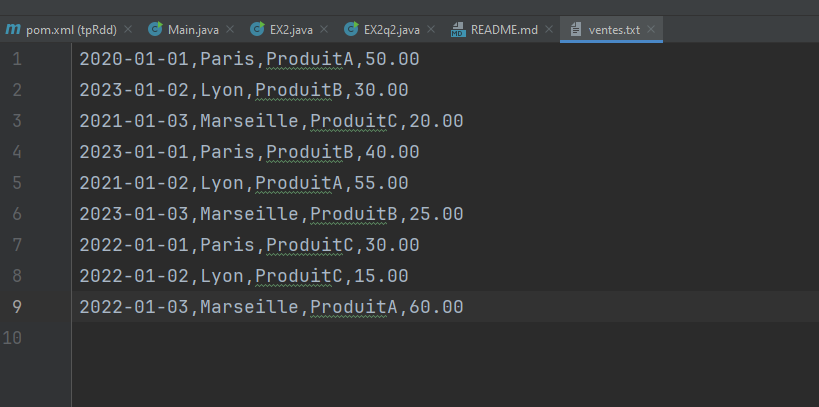 pom.xml (tpRdd) Main.java EX2.java EX2q2.java README.md ventes.txt
1 2020-01-01,Paris,ProduitA,50.00
2 2023-01-02,Lyon,ProduitB,30.00
3 2021-01-03,Marseille,ProduitC,20.00
4 2023-01-01,Paris,ProduitB,40.00
5 2021-01-02,Lyon,ProduitA,55.00
6 2023-01-03,Marseille,ProduitB,25.00
7 2022-01-01,Paris,ProduitC,30.00
8 2022-01-02,Lyon,ProduitC,15.00
9 2022-01-03,Marseille,ProduitA,60.00
10